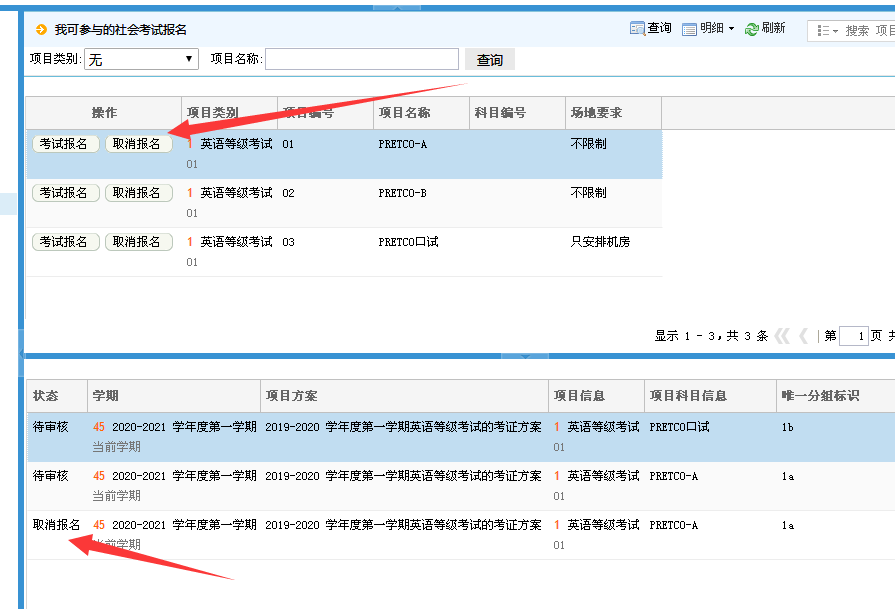 我可参与的社会考试报名 查询 明细 刷新 搜索 项目
项目类别: 无 项目名称: 查询
操作 项目类别 项目编号 项目名称 科目编号 场地要求
考试报名 取消报名 1 英语等级考试 01 PRETCO-A 不限制
01
考试报名 取消报名 1 英语等级考试 02 PRETCO-B 不限制
01
考试报名 取消报名 1 英语等级考试 03 PRETCO口试 只安排机房
01
显示 1 - 3,共 3 条 第 1 页 共
状态 学期 项目方案 项目信息 项目科目信息 唯一分组标识
待审核 45 2020-2021 学年度第一学期 2019-2020 学年度第一学期英语等级考试的考证方案 1 英语等级考试 PRETCO口试 1b
当前学期 01
待审核 45 2020-2021 学年度第一学期 2019-2020 学年度第一学期英语等级考试的考证方案 1 英语等级考试 PRETCO-A 1a
当前学期 01
取消报名 45 2020-2021 学年度第一学期 2019-2020 学年度第一学期英语等级考试的考证方案 1 英语等级考试 PRETCO-A 1a
当前学期 01